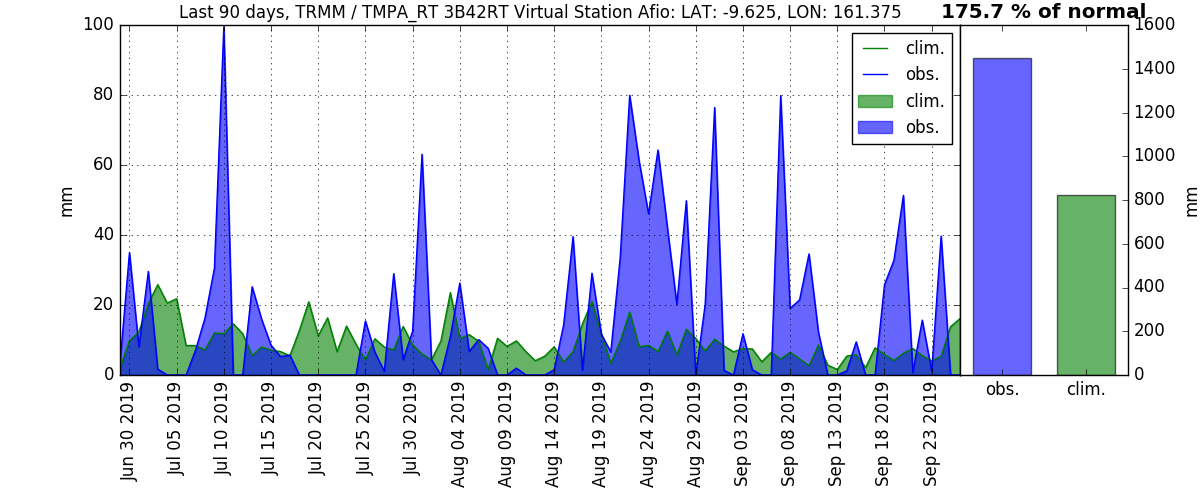 Last 90 days, TRMM / TMPA_RT 3B42RT Virtual Station Afio: LAT: -9.625, LON: 161.375
175.7 % of normal
100
80
60
40
20
0
mm
clim.
obs.
clim.
obs.
1600
1400
1200
1000
800
600
400
200
0
mm
obs.
clim.
Jun 30 2019
Jul 05 2019
Jul 10 2019
Jul 15 2019
Jul 20 2019
Jul 25 2019
Jul 30 2019
Aug 04 2019
Aug 09 2019
Aug 14 2019
Aug 19 2019
Aug 24 2019
Aug 29 2019
Sep 03 2019
Sep 08 2019
Sep 13 2019
Sep 18 2019
Sep 23 2019